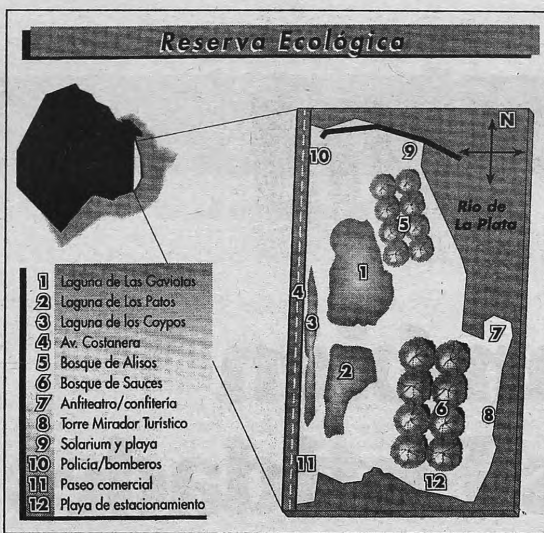 Reserva Ecológica
N
Río de
La Plata
10
9
5
1
4
3
7
2
6
8
11
12
1 Laguna de Las Gaviotas
2 Laguna de Los Patos
3 Laguna de los Coypos
4 Av. Costanera
5 Bosque de Alisos
6 Bosque de Sauces
7 Anfiteatro/confitería
8 Torre Mirador Turístico
9 Solarium y playa
10 Policía/bomberos
11 Paseo comercial
12 Playa de estacionamiento